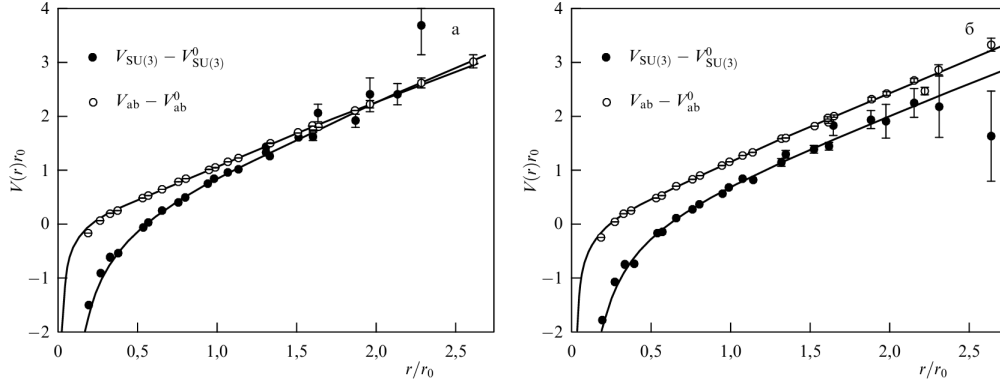 4
3
2
1
0
−1
−2
V(r)r₀
а
V_SU(3) − V⁰_SU(3)
V_ab − V⁰_ab
0 0,5 1,0 1,5 2,0 2,5
r/r₀
4
3
2
1
0
−1
−2
V(r)r₀
б
V_SU(3) − V⁰_SU(3)
V_ab − V⁰_ab
0 0,5 1,0 1,5 2,0 2,5
r/r₀